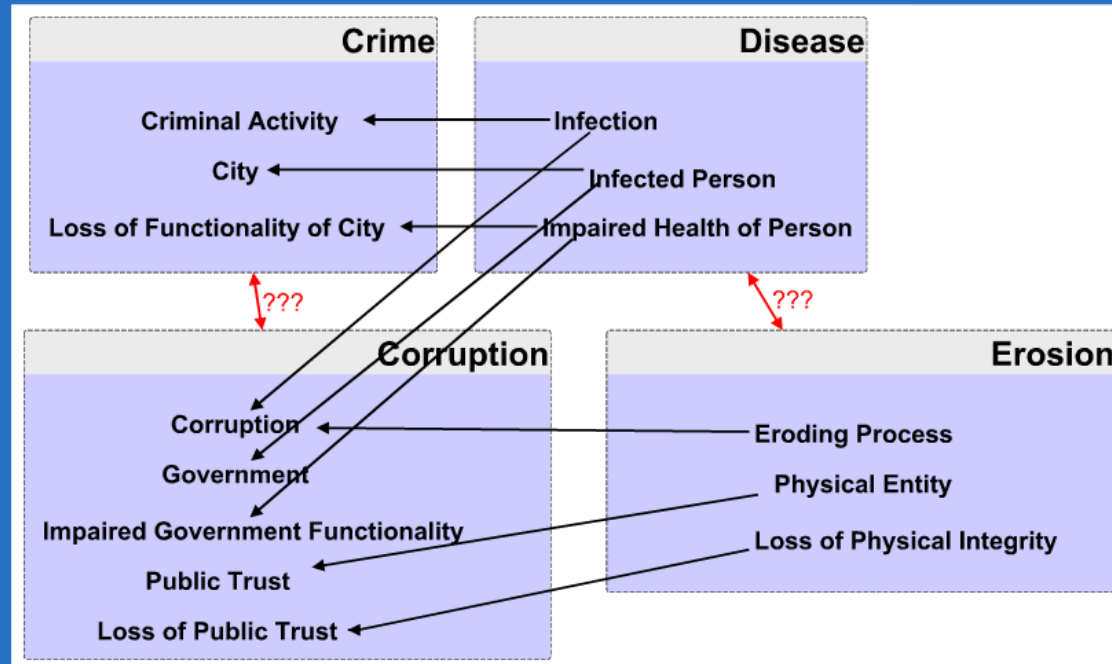 Crime
Criminal Activity
City
Loss of Functionality of City
Disease
Infection
Infected Person
Impaired Health of Person
???
???
Corruption
Corruption
Government
Impaired Government Functionality
Public Trust
Loss of Public Trust
Erosion
Eroding Process
Physical Entity
Loss of Physical Integrity